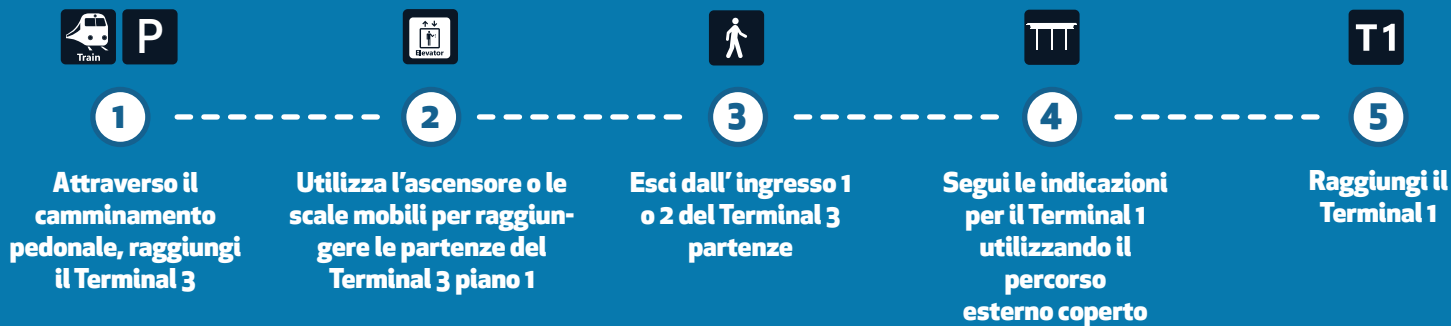 Train
P
Elevator
T1
1
2
3
4
5
Attraverso il
camminamento
pedonale, raggiungi
il Terminal 3
Utilizza l'ascensore o le
scale mobili per raggiun-
gere le partenze del
Terminal 3 piano 1
Esci dall' ingresso 1
o 2 del Terminal 3
partenze
Segui le indicazioni
per il Terminal 1
utilizzando il
percorso
esterno coperto
Raggiungi il
Terminal 1